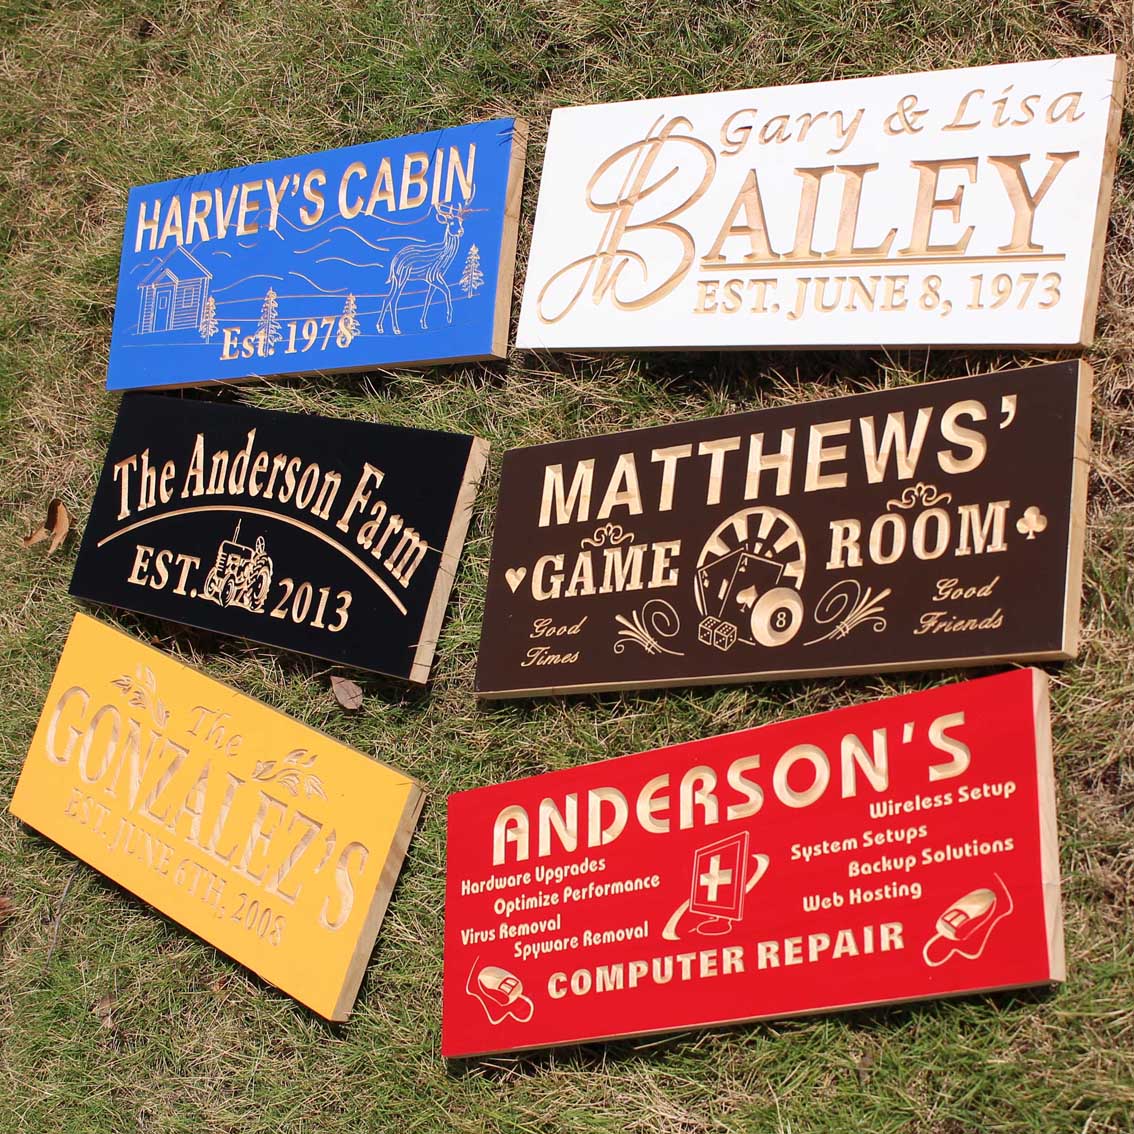 HARVEY'S CABIN
Est. 1978
Gary & Lisa
BAILEY
EST. JUNE 8, 1973
The Anderson Farm
EST. 2013
MATTHEWS'
GAME ROOM
Good Times
Good Friends
8
The
GONZALEZ'S
EST. JUNE 6TH, 2008
ANDERSON'S
Hardware Upgrades
Optimize Performance
Virus Removal
Spyware Removal
Wireless Setup
System Setups
Backup Solutions
Web Hosting
COMPUTER REPAIR